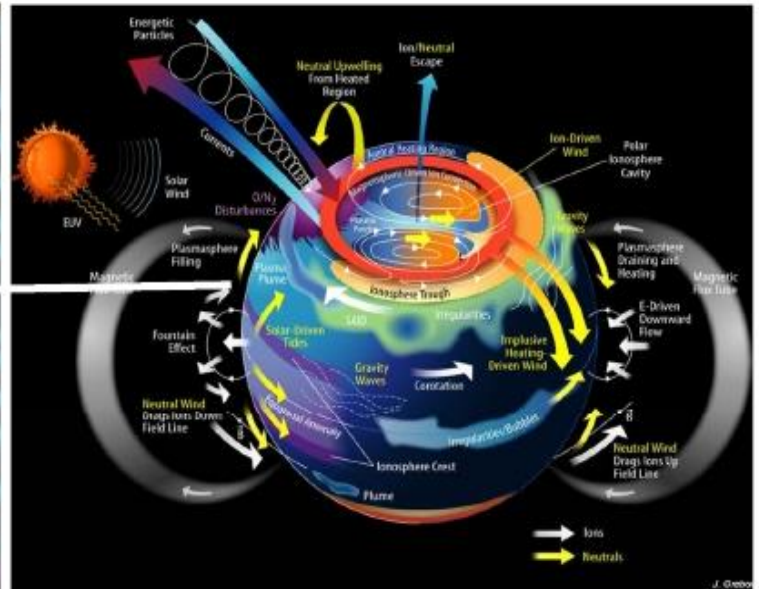 Energetic
Particles
Ion/Neutral
Escape
Neutral Upwelling
From Heated
Region
Ion-Driven
Wind
Polar
Ionosphere
Cavity
Currents
Solar
Wind
EUV
O/N₂
Disturbances
Gravity
Waves
Plasmasphere
Filling
Plasma
Plume
Plasmasphere
Draining and
Heating
Magnetic
Magnetic
Flux Tube
Ionosphere Trough
SED
Irregularities
E-Driven
Downward
Flow
Fountain
Effect
Solar-Driven
Tides
Impulsive
Heating-
Driven Wind
Gravity
Waves
Corotation
Neutral Wind
Drags Ions Down
Field Line
Equatorial Anomaly
Irregularities/Bubbles
Ionosphere Crest
Neutral Wind
Drags Ions Up
Field Line
Plume
Ions
Neutrals